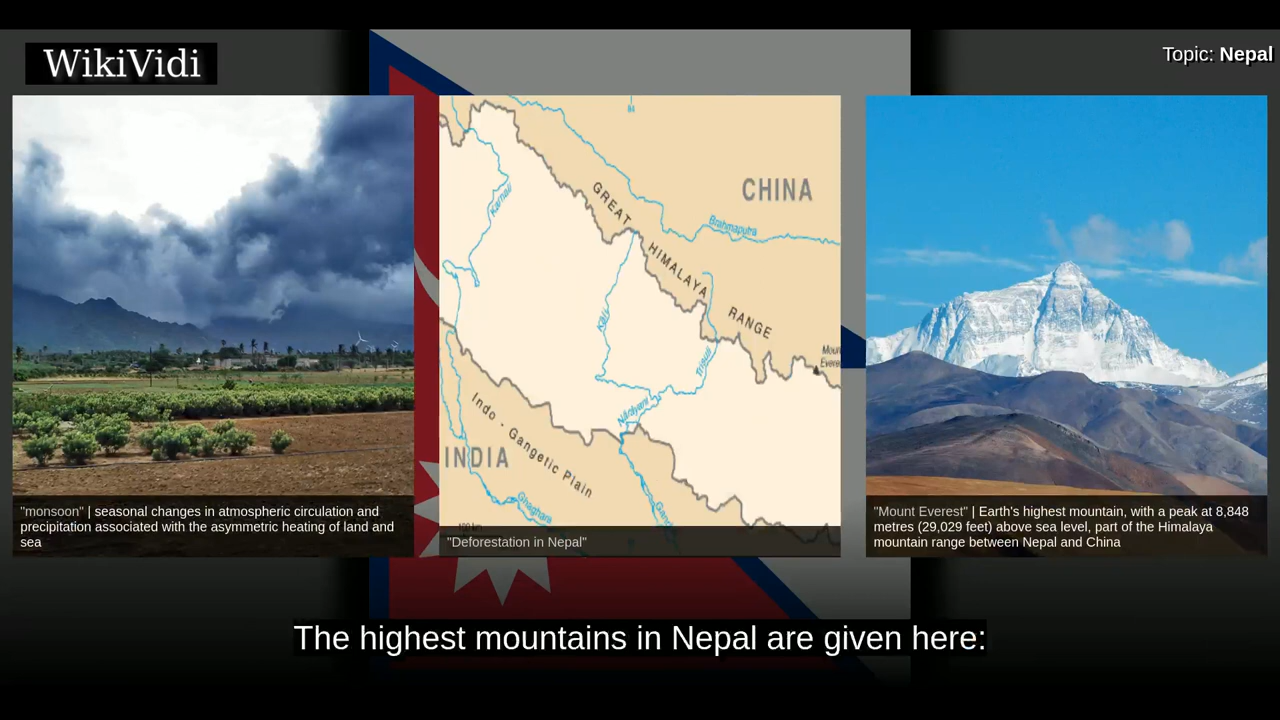 WikiVidi
Topic: Nepal
CHINA
GREAT
HIMALAYA
RANGE
Karnali
Brahmaputra
Kali
Trisuli
Narayani
Indo - Gangetic Plain
INDIA
Ghaghara
"monsoon" | seasonal changes in atmospheric circulation and
precipitation associated with the asymmetric heating of land and
sea
"Deforestation in Nepal"
"Mount Everest" | Earth's highest mountain, with a peak at 8,848
metres (29,029 feet) above sea level, part of the Himalaya
mountain range between Nepal and China
The highest mountains in Nepal are given here: